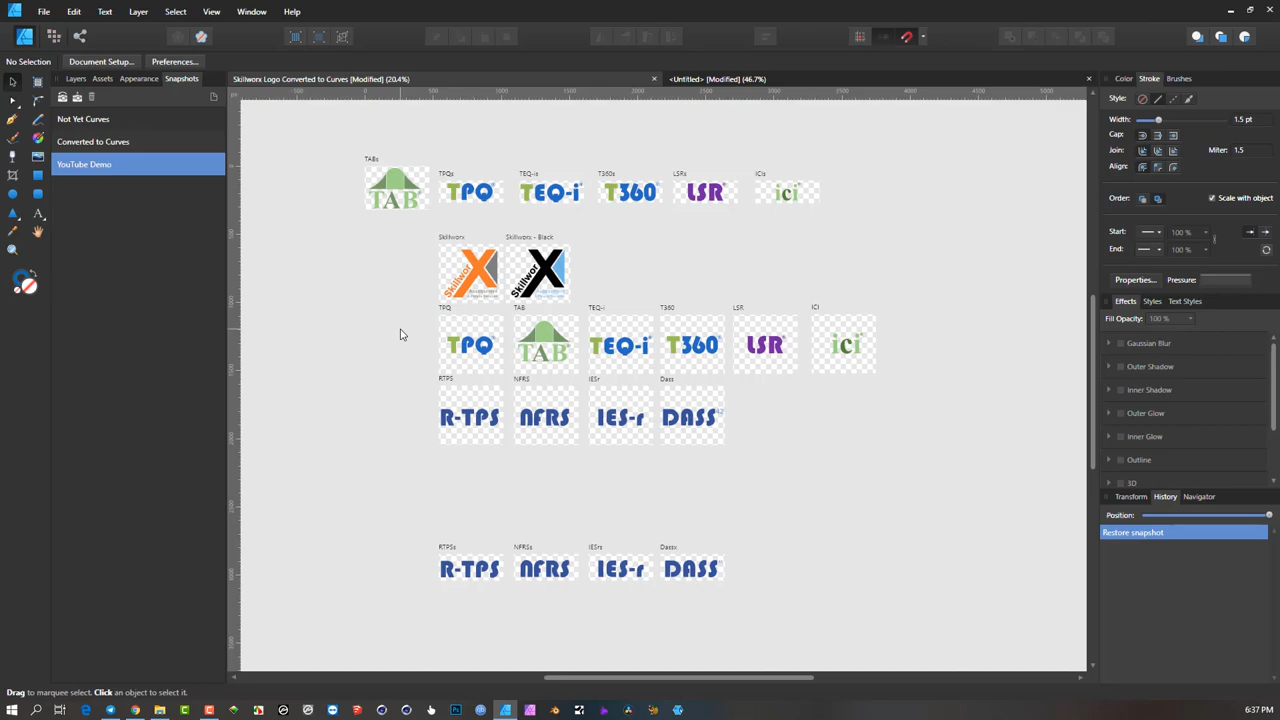 File Edit Text Layer Select View Window Help
No Selection Document Setup... Preferences...
Layers Assets Appearance Snapshots
Skillworx Logo Converted to Curves [Modified] (20.4%)
<Untitled> [Modified] (46.7%)
Color Stroke Brushes
Not Yet Curves
Converted to Curves
YouTube Demo
Style:
Width: 1.5 pt
Cap:
Join: Miter: 1.5
Align:
Order: Scale with object
Start: 100 %
End: 100 %
Properties... Pressure:
Effects Styles Text Styles
Fill Opacity: 100 %
Gaussian Blur
Outer Shadow
Inner Shadow
Outer Glow
Inner Glow
Outline
3D
Transform History Navigator
Position:
Restore snapshot
TABs TPQs TEQ-is T360s LSRs ICIs
TAB TPQ TEQ-i T360 LSR ici
Skillworx Skillworx - Black
SkillworX SkillworX
TPQ TAB TEQ-i T360 LSR ICI
TPQ TAB TEQ-i T360 LSR ici
RTPS NFRS IESr Dass
R-TPS NFRS IES-r DASS42
RTPSs NFRSs IESrs Dassx
R-TPS NFRS IES-r DASS
Drag to marquee select. Click an object to select it.
6:37 PM